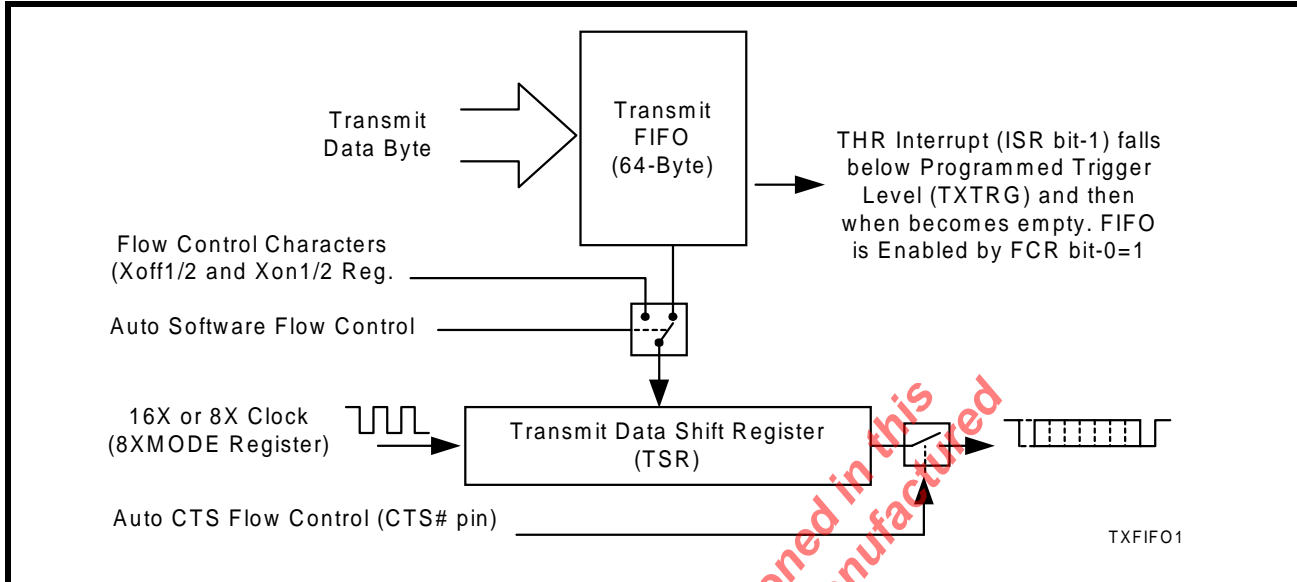 Transmit
Data Byte
Transmit
FIFO
(64-Byte)
THR Interrupt (ISR bit-1) falls
below Programmed Trigger
Level (TXTRG) and then
when becomes empty. FIFO
is Enabled by FCR bit-0=1
Flow Control Characters
(Xoff1/2 and Xon1/2 Reg.
Auto Software Flow Control
16X or 8X Clock
(8XMODE Register)
Transmit Data Shift Register
(TSR)
Auto CTS Flow Control (CTS# pin)
TXFIFO1
in this